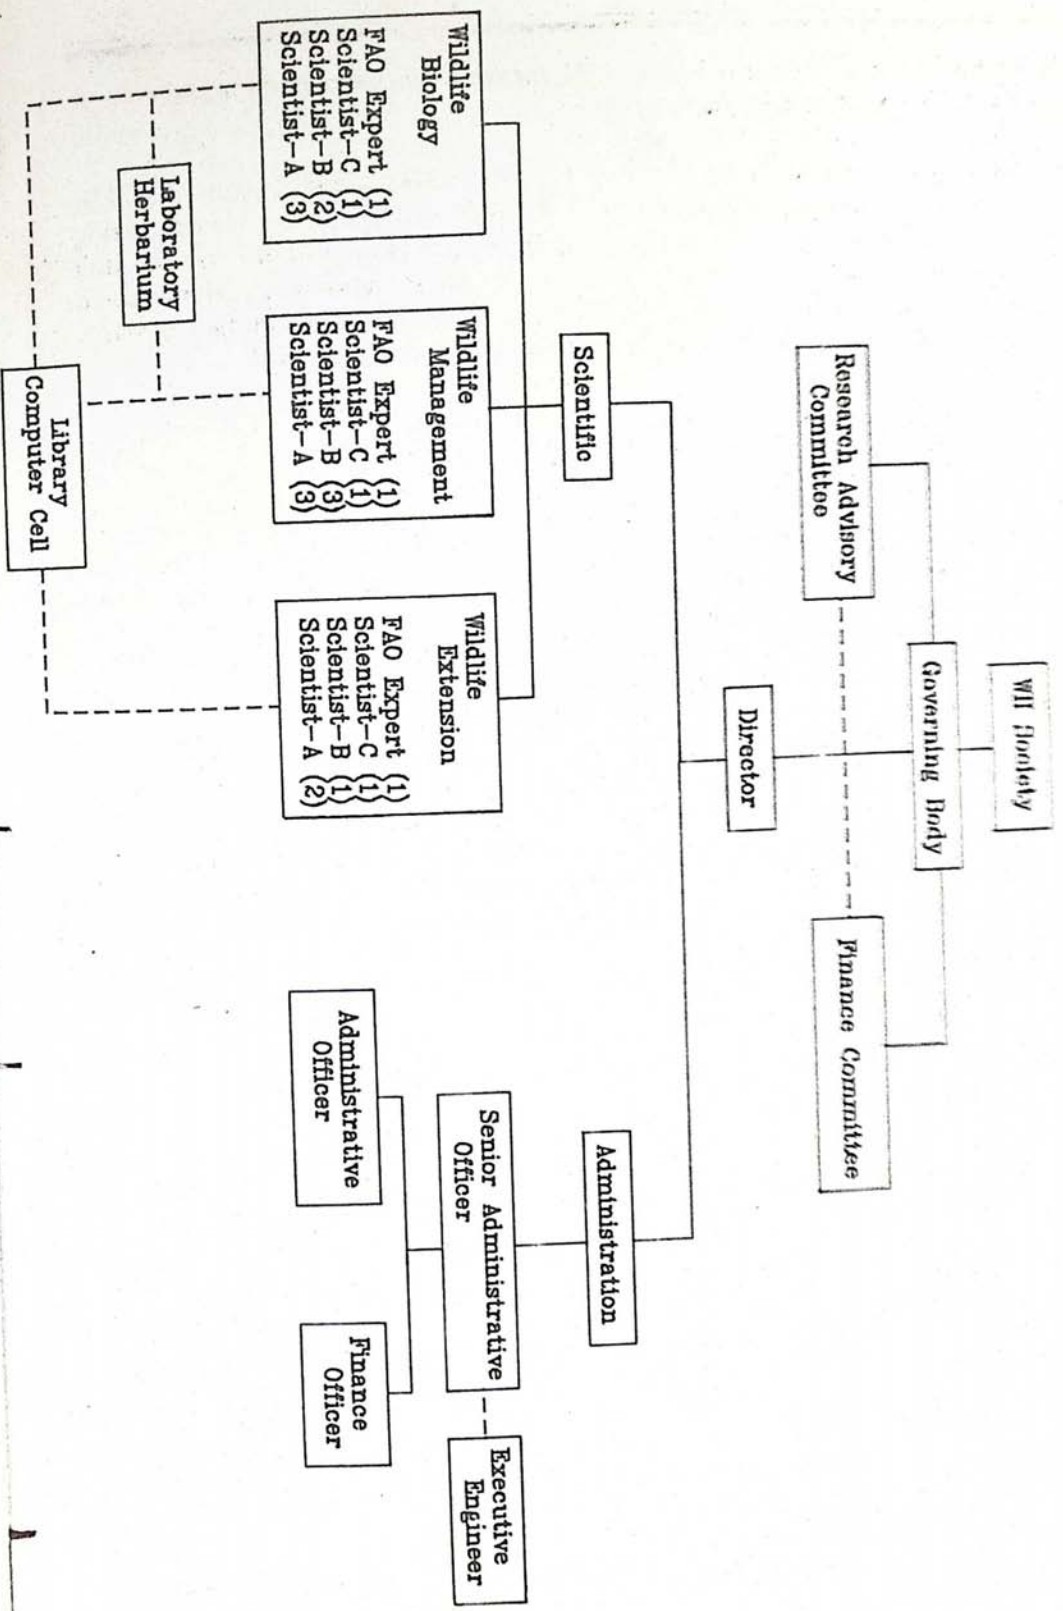 WII Society
Governing Body
Research Advisory
Committee
Finance Committee
Director
Scientific
Administration
Wildlife
Biology
FAO Expert (1)
Scientist-C (1)
Scientist-B (2)
Scientist-A (3)
Wildlife
Management
FAO Expert (1)
Scientist-C (1)
Scientist-B (3)
Scientist-A (3)
Wildlife
Extension
FAO Expert (1)
Scientist-C (1)
Scientist-B (1)
Scientist-A (2)
Senior Administrative
Officer
Executive
Engineer
Administrative
Officer
Finance
Officer
Laboratory
Herbarium
Library
Computer Cell